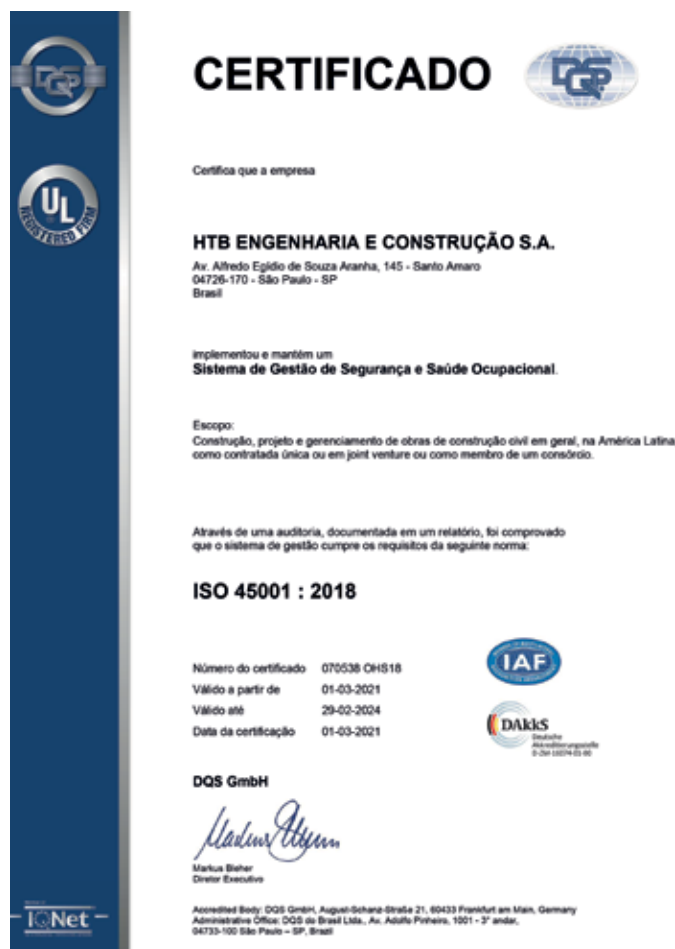 DQS
CERTIFICADO
DQS
Certifica que a empresa
UL
REGISTERED FIRM
HTB ENGENHARIA E CONSTRUÇÃO S.A.
Av. Alfredo Egídio de Souza Aranha, 145 - Santo Amaro
04726-170 - São Paulo - SP
Brasil
implementou e mantém um
Sistema de Gestão de Segurança e Saúde Ocupacional.
Escopo:
Construção, projeto e gerenciamento de obras de construção civil em geral, na América Latina
como contratada única ou em joint venture ou como membro de um consórcio.
Através de uma auditoria, documentada em um relatório, foi comprovado
que o sistema de gestão cumpre os requisitos da seguinte norma:
ISO 45001 : 2018
Número do certificado 070538 OHS18
Válido a partir de 01-03-2021
Válido até 29-02-2024
Data da certificação 01-03-2021
IAF
DAkkS
Deutsche
Akkreditierungsstelle
DQS GmbH
Markus Bleher
Diretor Executivo
IQNet
Accredited Body: DQS GmbH, August-Schanz-Straße 21, 60433 Frankfurt am Main, Germany
Administrative Office: DQS do Brasil Ltda., Av. Adolfo Pinheiro, 1001 - 3° andar,
04733-100 São Paulo – SP, Brazil